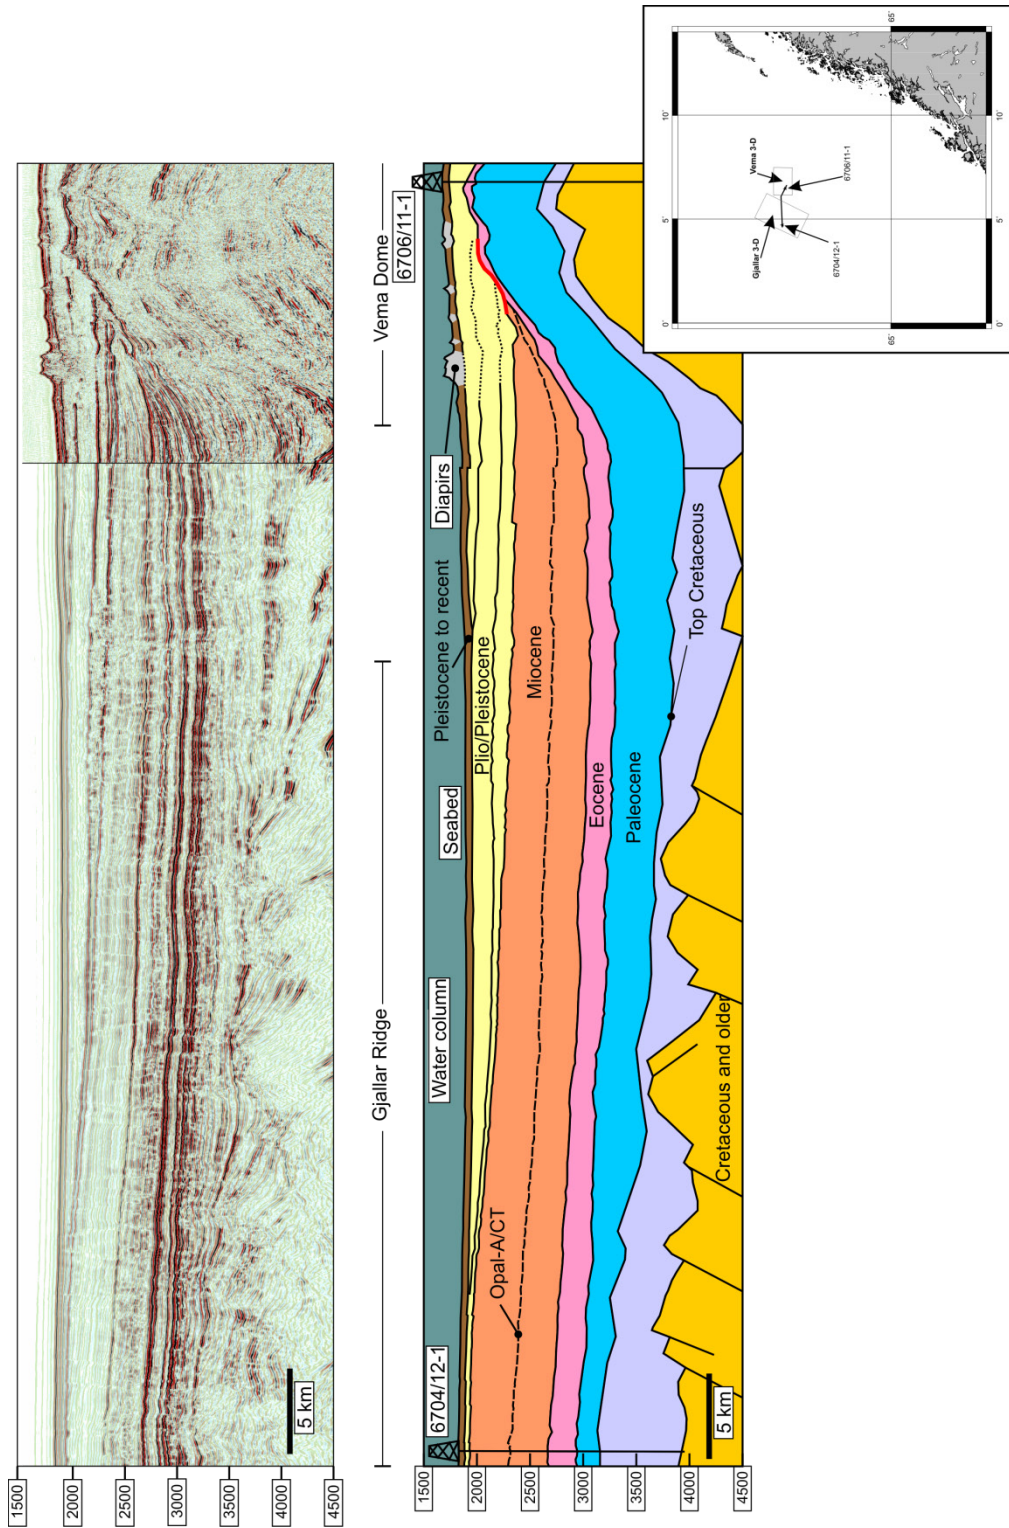 1500
2000
2500
3000
3500
4000
4500
5 km
Gjallar Ridge
Vema Dome
6704/12-1
6706/11-1
1500
2000
2500
3000
3500
4000
4500
Water column
Seabed
Pleistocene to recent
Diapirs
Plio/Pleistocene
Opal-A/CT
Miocene
Eocene
Paleocene
Top Cretaceous
Cretaceous and older
5 km
65°
65°
0°
5°
10°
Gjallar 3-D
Vema 3-D
6704/12-1
6706/11-1